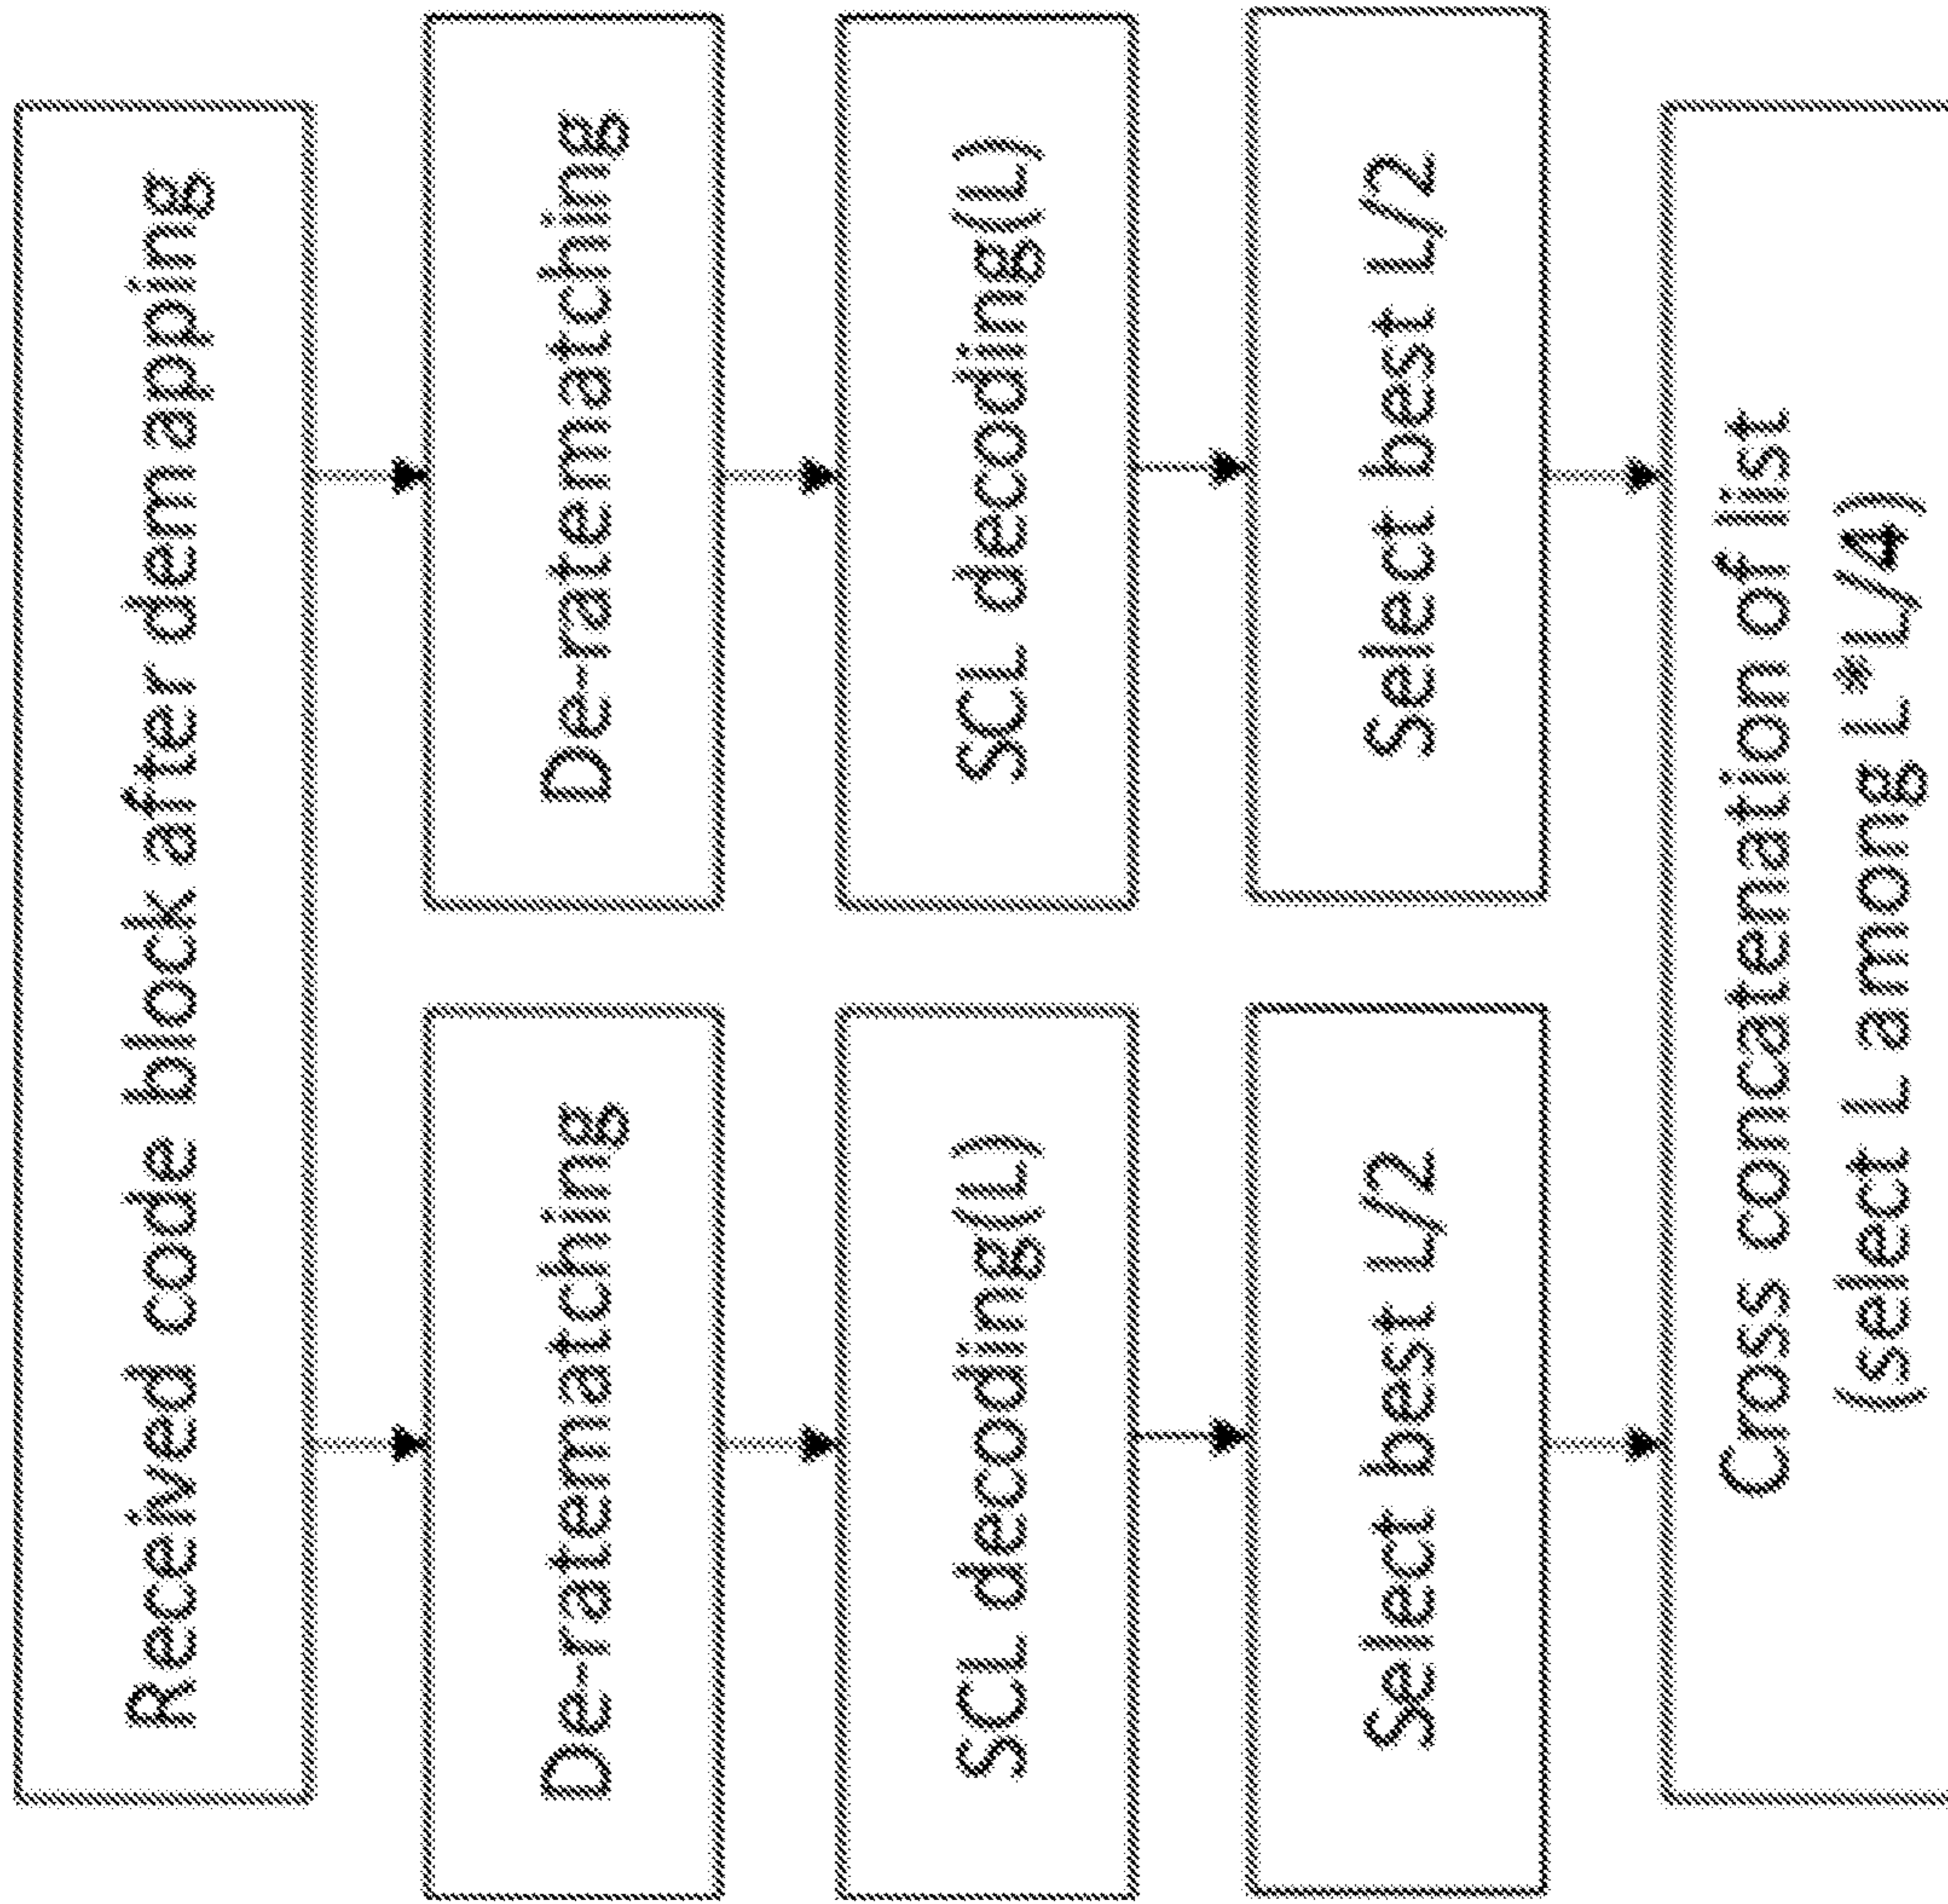 Received code block after demapping
De-ratematching
De-ratematching
SCL decoding(L)
SCL decoding(L)
Select best L/2
Select best L/2
Cross concatenation of list
(select L among L*L/4)